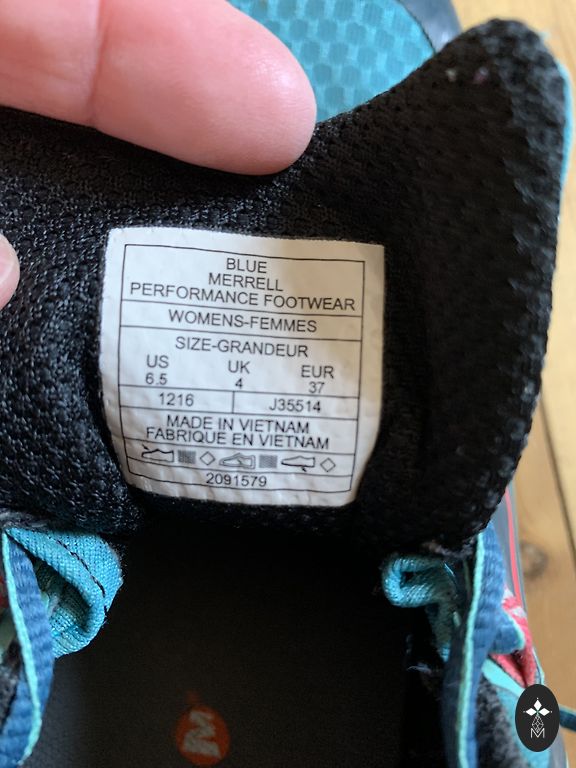 BLUE
MERRELL
PERFORMANCE FOOTWEAR
WOMENS-FEMMES
SIZE-GRANDEUR
US UK EUR
6.5 4 37
1216 J35514
MADE IN VIETNAM
FABRIQUE EN VIETNAM
2091579
M
M